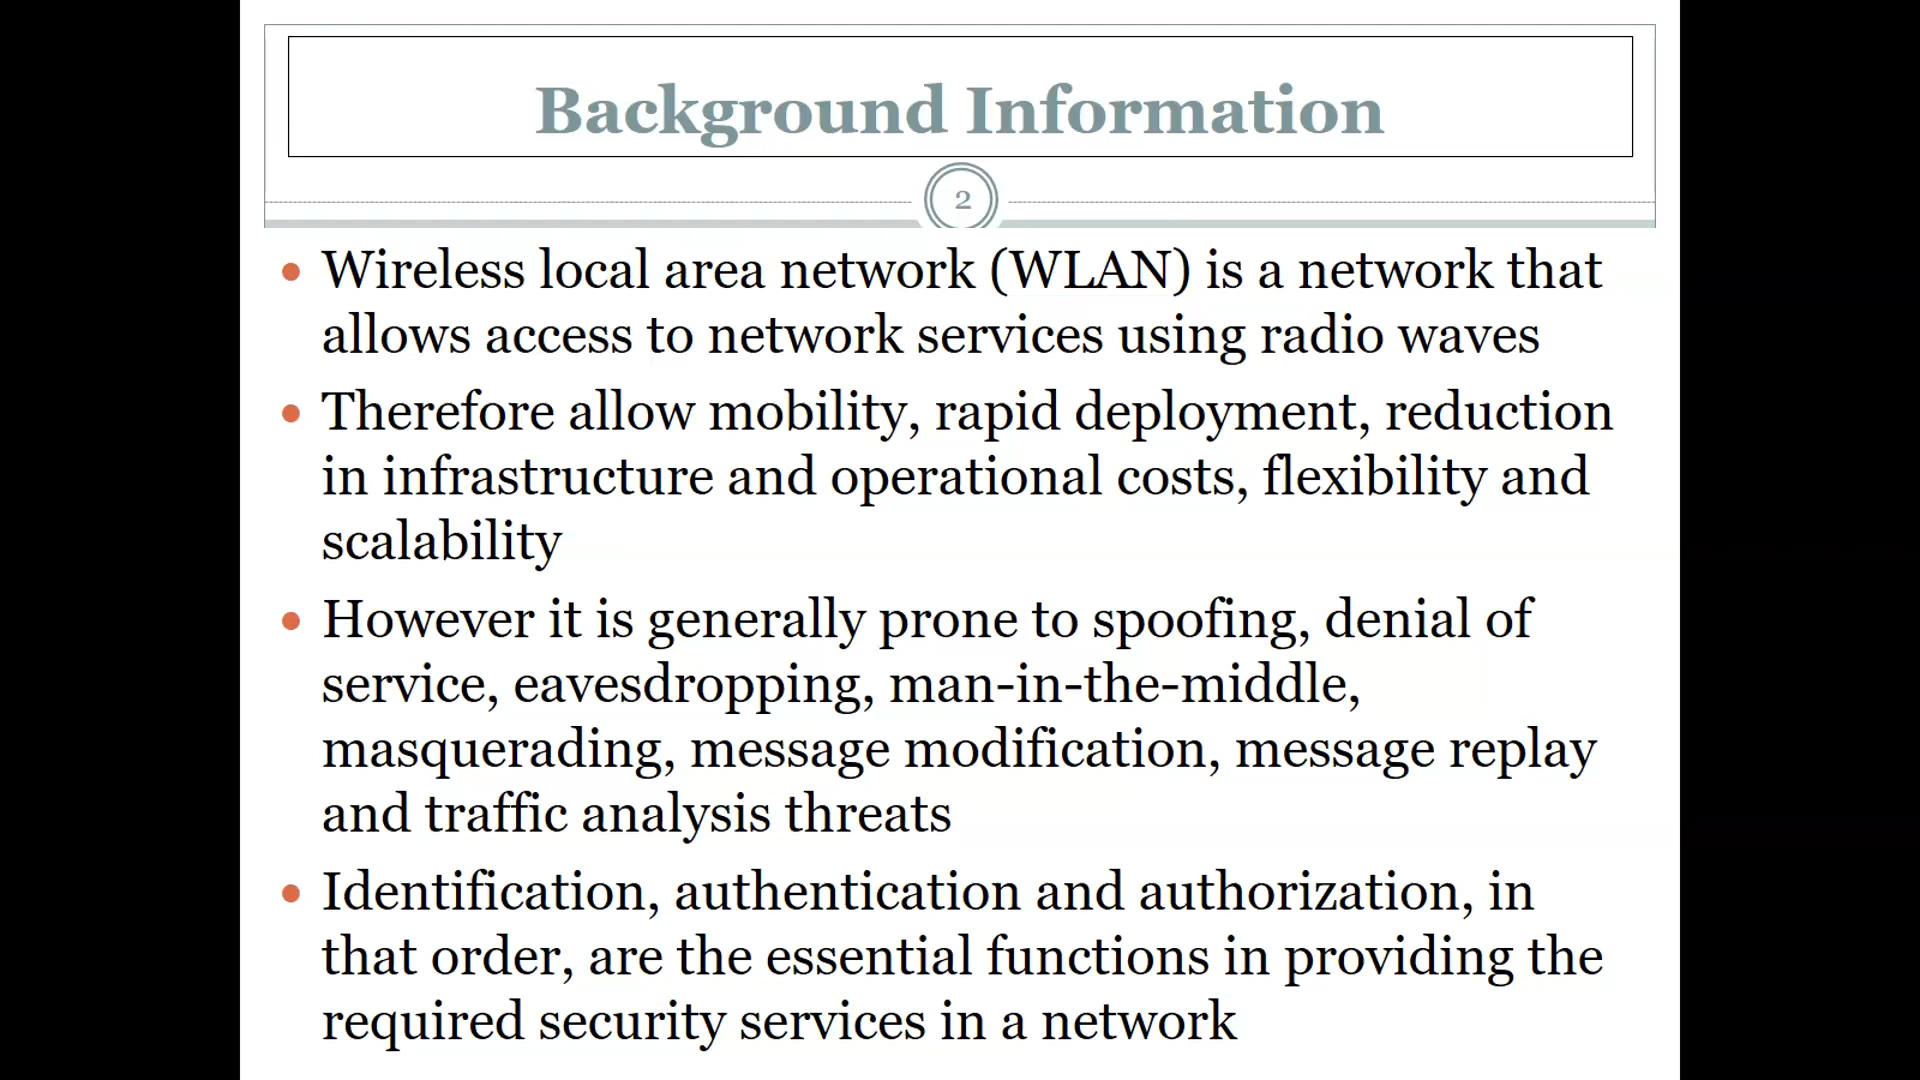 Background Information
2
• Wireless local area network (WLAN) is a network that
allows access to network services using radio waves
• Therefore allow mobility, rapid deployment, reduction
in infrastructure and operational costs, flexibility and
scalability
• However it is generally prone to spoofing, denial of
service, eavesdropping, man-in-the-middle,
masquerading, message modification, message replay
and traffic analysis threats
• Identification, authentication and authorization, in
that order, are the essential functions in providing the
required security services in a network